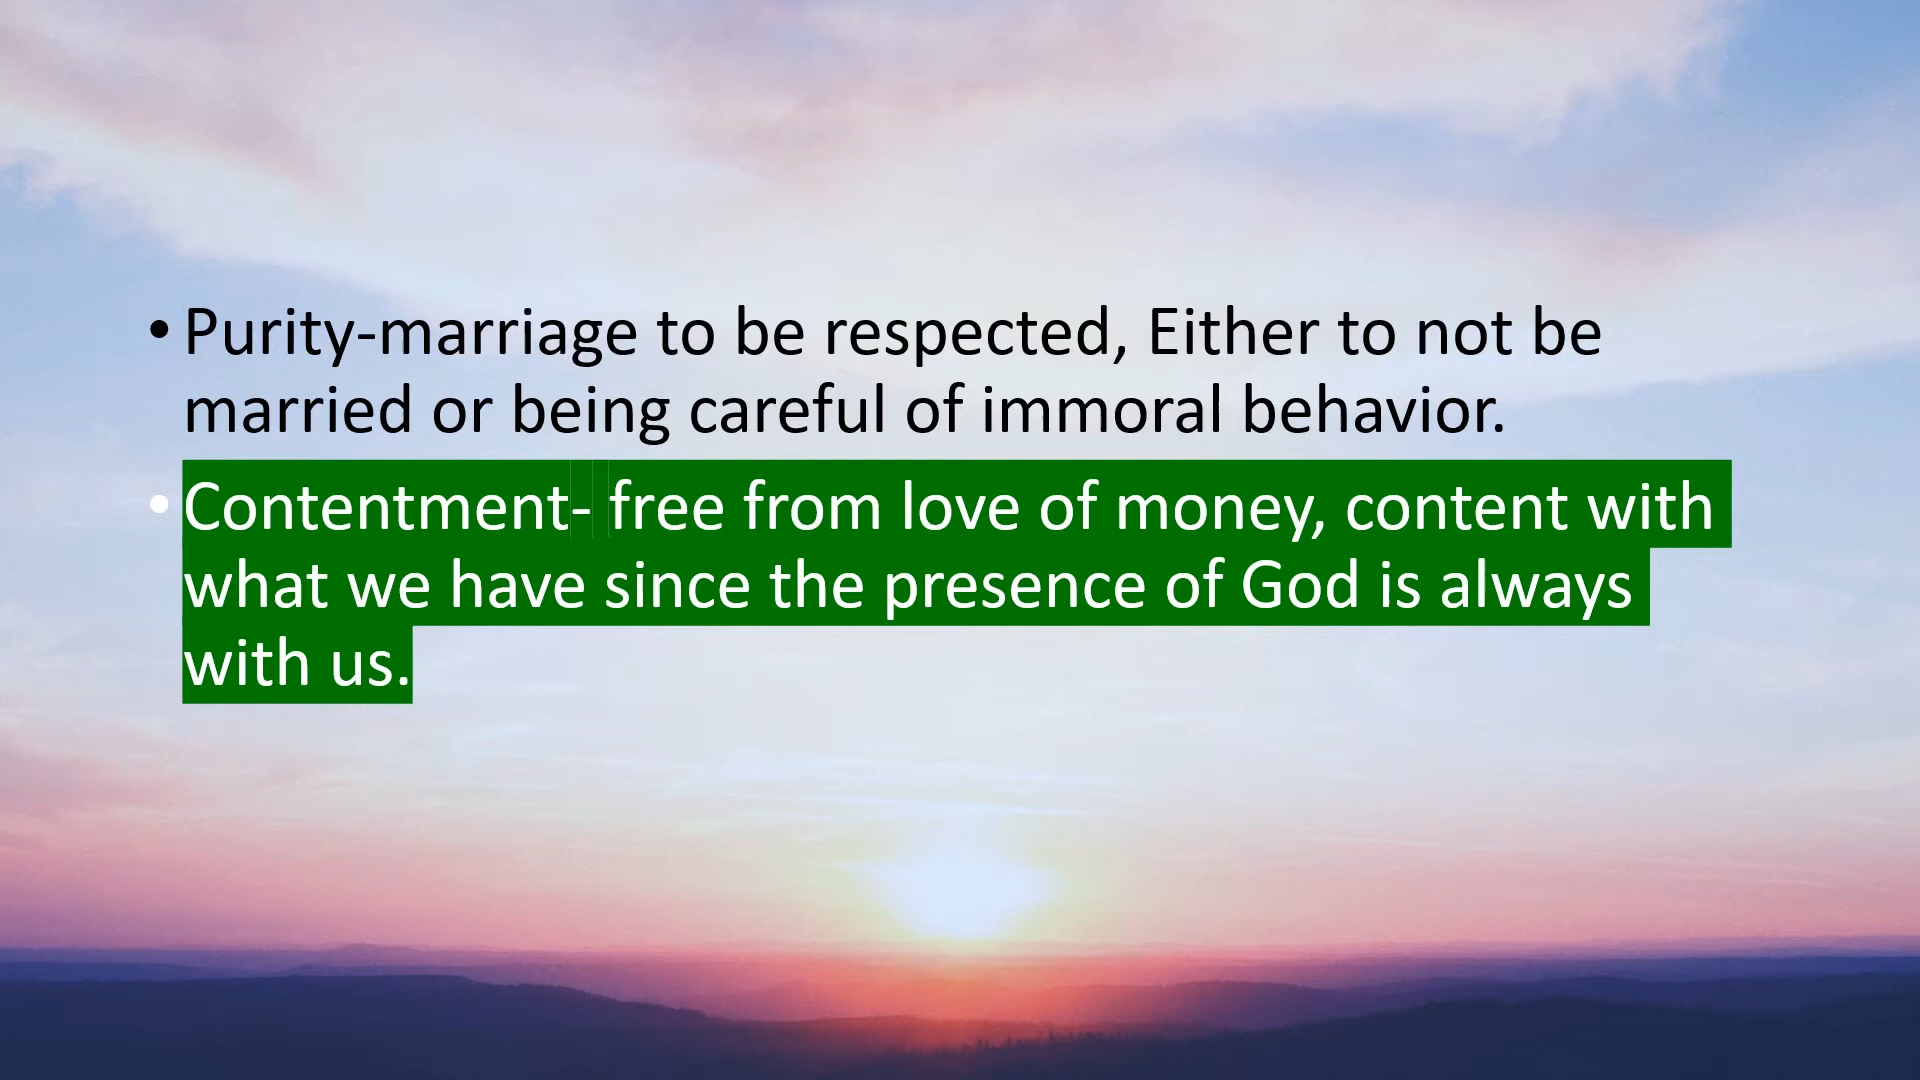 • Purity-marriage to be respected, Either to not be
married or being careful of immoral behavior.
• Contentment- free from love of money, content with
what we have since the presence of God is always
with us.